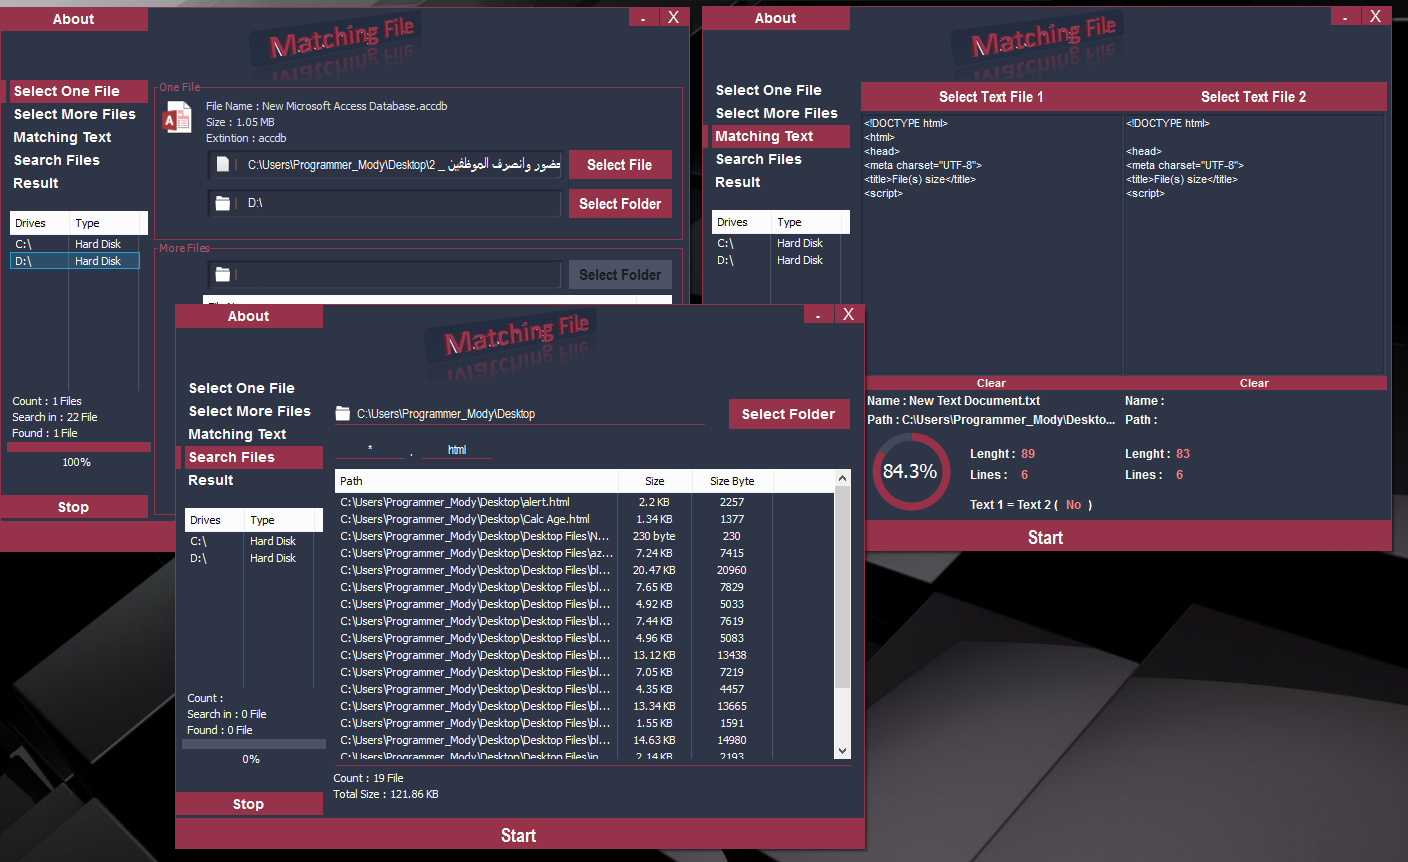 About
-
X
Matching File
Select One File
Select More Files
Matching Text
Search Files
Result
Drives Type
C:\ Hard Disk
D:\ Hard Disk
Count : 1 Files
Search in : 22 File
Found : 1 File
100%
Stop
One File
File Name : New Microsoft Access Database.accdb
Size : 1.05 MB
Extintion : accdb
C:\Users\Programmer_Mody\Desktop\2 _ حضور وانصرف الموظفين
Select File
D:\
Select Folder
More Files
Select Folder
About
-
X
Matching File
Select One File
Select More Files
Matching Text
Search Files
Result
Drives Type
C:\ Hard Disk
D:\ Hard Disk
Select Text File 1
<!DOCTYPE html>
<html>
<head>
<meta charset="UTF-8">
<title>File(s) size</title>
<script>
Clear
Name : New Text Document.txt
Path : C:\Users\Programmer_Mody\Deskto...
84.3%
Lenght : 89
Lines : 6
Text 1 = Text 2 ( No )
Select Text File 2
<!DOCTYPE html>
<head>
<meta charset="UTF-8">
<title>File(s) size</title>
<script>
Clear
Name :
Path :
Lenght : 83
Lines : 6
Start
About
-
X
Matching File
Select One File
Select More Files
Matching Text
Search Files
Result
Drives Type
C:\ Hard Disk
D:\ Hard Disk
Count :
Search in : 0 File
Found : 0 File
0%
Stop
C:\Users\Programmer_Mody\Desktop
Select Folder
* . html
Path Size Size Byte
C:\Users\Programmer_Mody\Desktop\alert.html 2.2 KB 2257
C:\Users\Programmer_Mody\Desktop\Calc Age.html 1.34 KB 1377
C:\Users\Programmer_Mody\Desktop\Desktop Files\N... 230 byte 230
C:\Users\Programmer_Mody\Desktop\Desktop Files\az... 7.24 KB 7415
C:\Users\Programmer_Mody\Desktop\Desktop Files\bl... 20.47 KB 20960
C:\Users\Programmer_Mody\Desktop\Desktop Files\bl... 7.65 KB 7829
C:\Users\Programmer_Mody\Desktop\Desktop Files\bl... 4.92 KB 5033
C:\Users\Programmer_Mody\Desktop\Desktop Files\bl... 7.44 KB 7619
C:\Users\Programmer_Mody\Desktop\Desktop Files\bl... 4.96 KB 5083
C:\Users\Programmer_Mody\Desktop\Desktop Files\bl... 13.12 KB 13438
C:\Users\Programmer_Mody\Desktop\Desktop Files\bl... 7.05 KB 7219
C:\Users\Programmer_Mody\Desktop\Desktop Files\bl... 4.35 KB 4457
C:\Users\Programmer_Mody\Desktop\Desktop Files\bl... 13.34 KB 13665
C:\Users\Programmer_Mody\Desktop\Desktop Files\bl... 1.55 KB 1591
C:\Users\Programmer_Mody\Desktop\Desktop Files\bl... 14.63 KB 14980
C:\Users\Programmer_Mody\Desktop\Desktop Files\in... 2.14 KB 2193
Count : 19 File
Total Size : 121.86 KB
Start